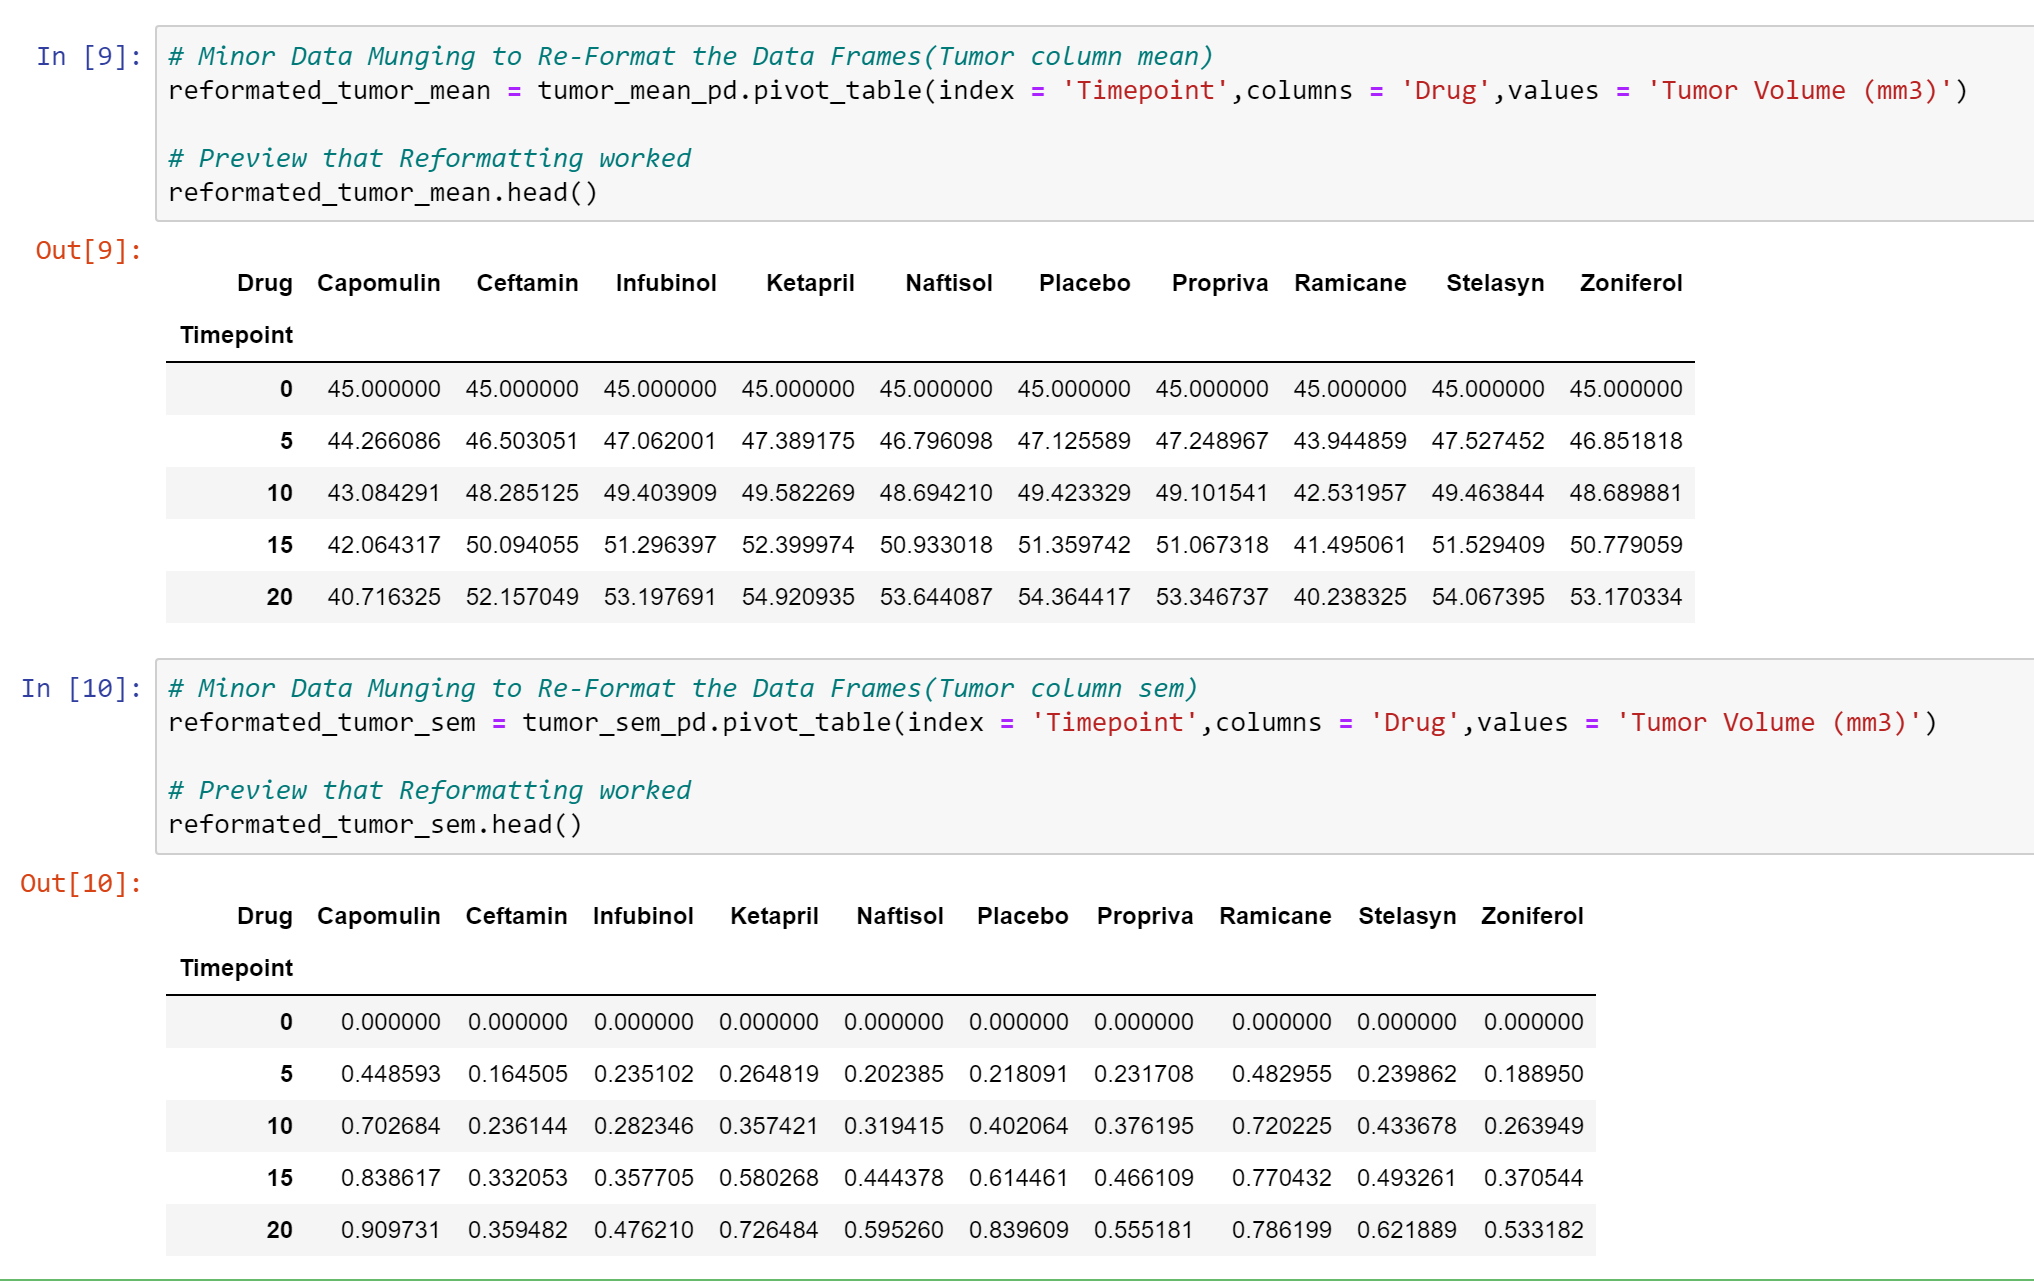 In [9]:
# Minor Data Munging to Re-Format the Data Frames(Tumor column mean)
reformated_tumor_mean = tumor_mean_pd.pivot_table(index = 'Timepoint',columns = 'Drug',values = 'Tumor Volume (mm3)')
# Preview that Reformatting worked
reformated_tumor_mean.head()
Out[9]:
Drug Capomulin Ceftamin Infubinol Ketapril Naftisol Placebo Propriva Ramicane Stelasyn Zoniferol
Timepoint
0 45.000000 45.000000 45.000000 45.000000 45.000000 45.000000 45.000000 45.000000 45.000000 45.000000
5 44.266086 46.503051 47.062001 47.389175 46.796098 47.125589 47.248967 43.944859 47.527452 46.851818
10 43.084291 48.285125 49.403909 49.582269 48.694210 49.423329 49.101541 42.531957 49.463844 48.689881
15 42.064317 50.094055 51.296397 52.399974 50.933018 51.359742 51.067318 41.495061 51.529409 50.779059
20 40.716325 52.157049 53.197691 54.920935 53.644087 54.364417 53.346737 40.238325 54.067395 53.170334
In [10]:
# Minor Data Munging to Re-Format the Data Frames(Tumor column sem)
reformated_tumor_sem = tumor_sem_pd.pivot_table(index = 'Timepoint',columns = 'Drug',values = 'Tumor Volume (mm3)')
# Preview that Reformatting worked
reformated_tumor_sem.head()
Out[10]:
Drug Capomulin Ceftamin Infubinol Ketapril Naftisol Placebo Propriva Ramicane Stelasyn Zoniferol
Timepoint
0 0.000000 0.000000 0.000000 0.000000 0.000000 0.000000 0.000000 0.000000 0.000000 0.000000
5 0.448593 0.164505 0.235102 0.264819 0.202385 0.218091 0.231708 0.482955 0.239862 0.188950
10 0.702684 0.236144 0.282346 0.357421 0.319415 0.402064 0.376195 0.720225 0.433678 0.263949
15 0.838617 0.332053 0.357705 0.580268 0.444378 0.614461 0.466109 0.770432 0.493261 0.370544
20 0.909731 0.359482 0.476210 0.726484 0.595260 0.839609 0.555181 0.786199 0.621889 0.533182